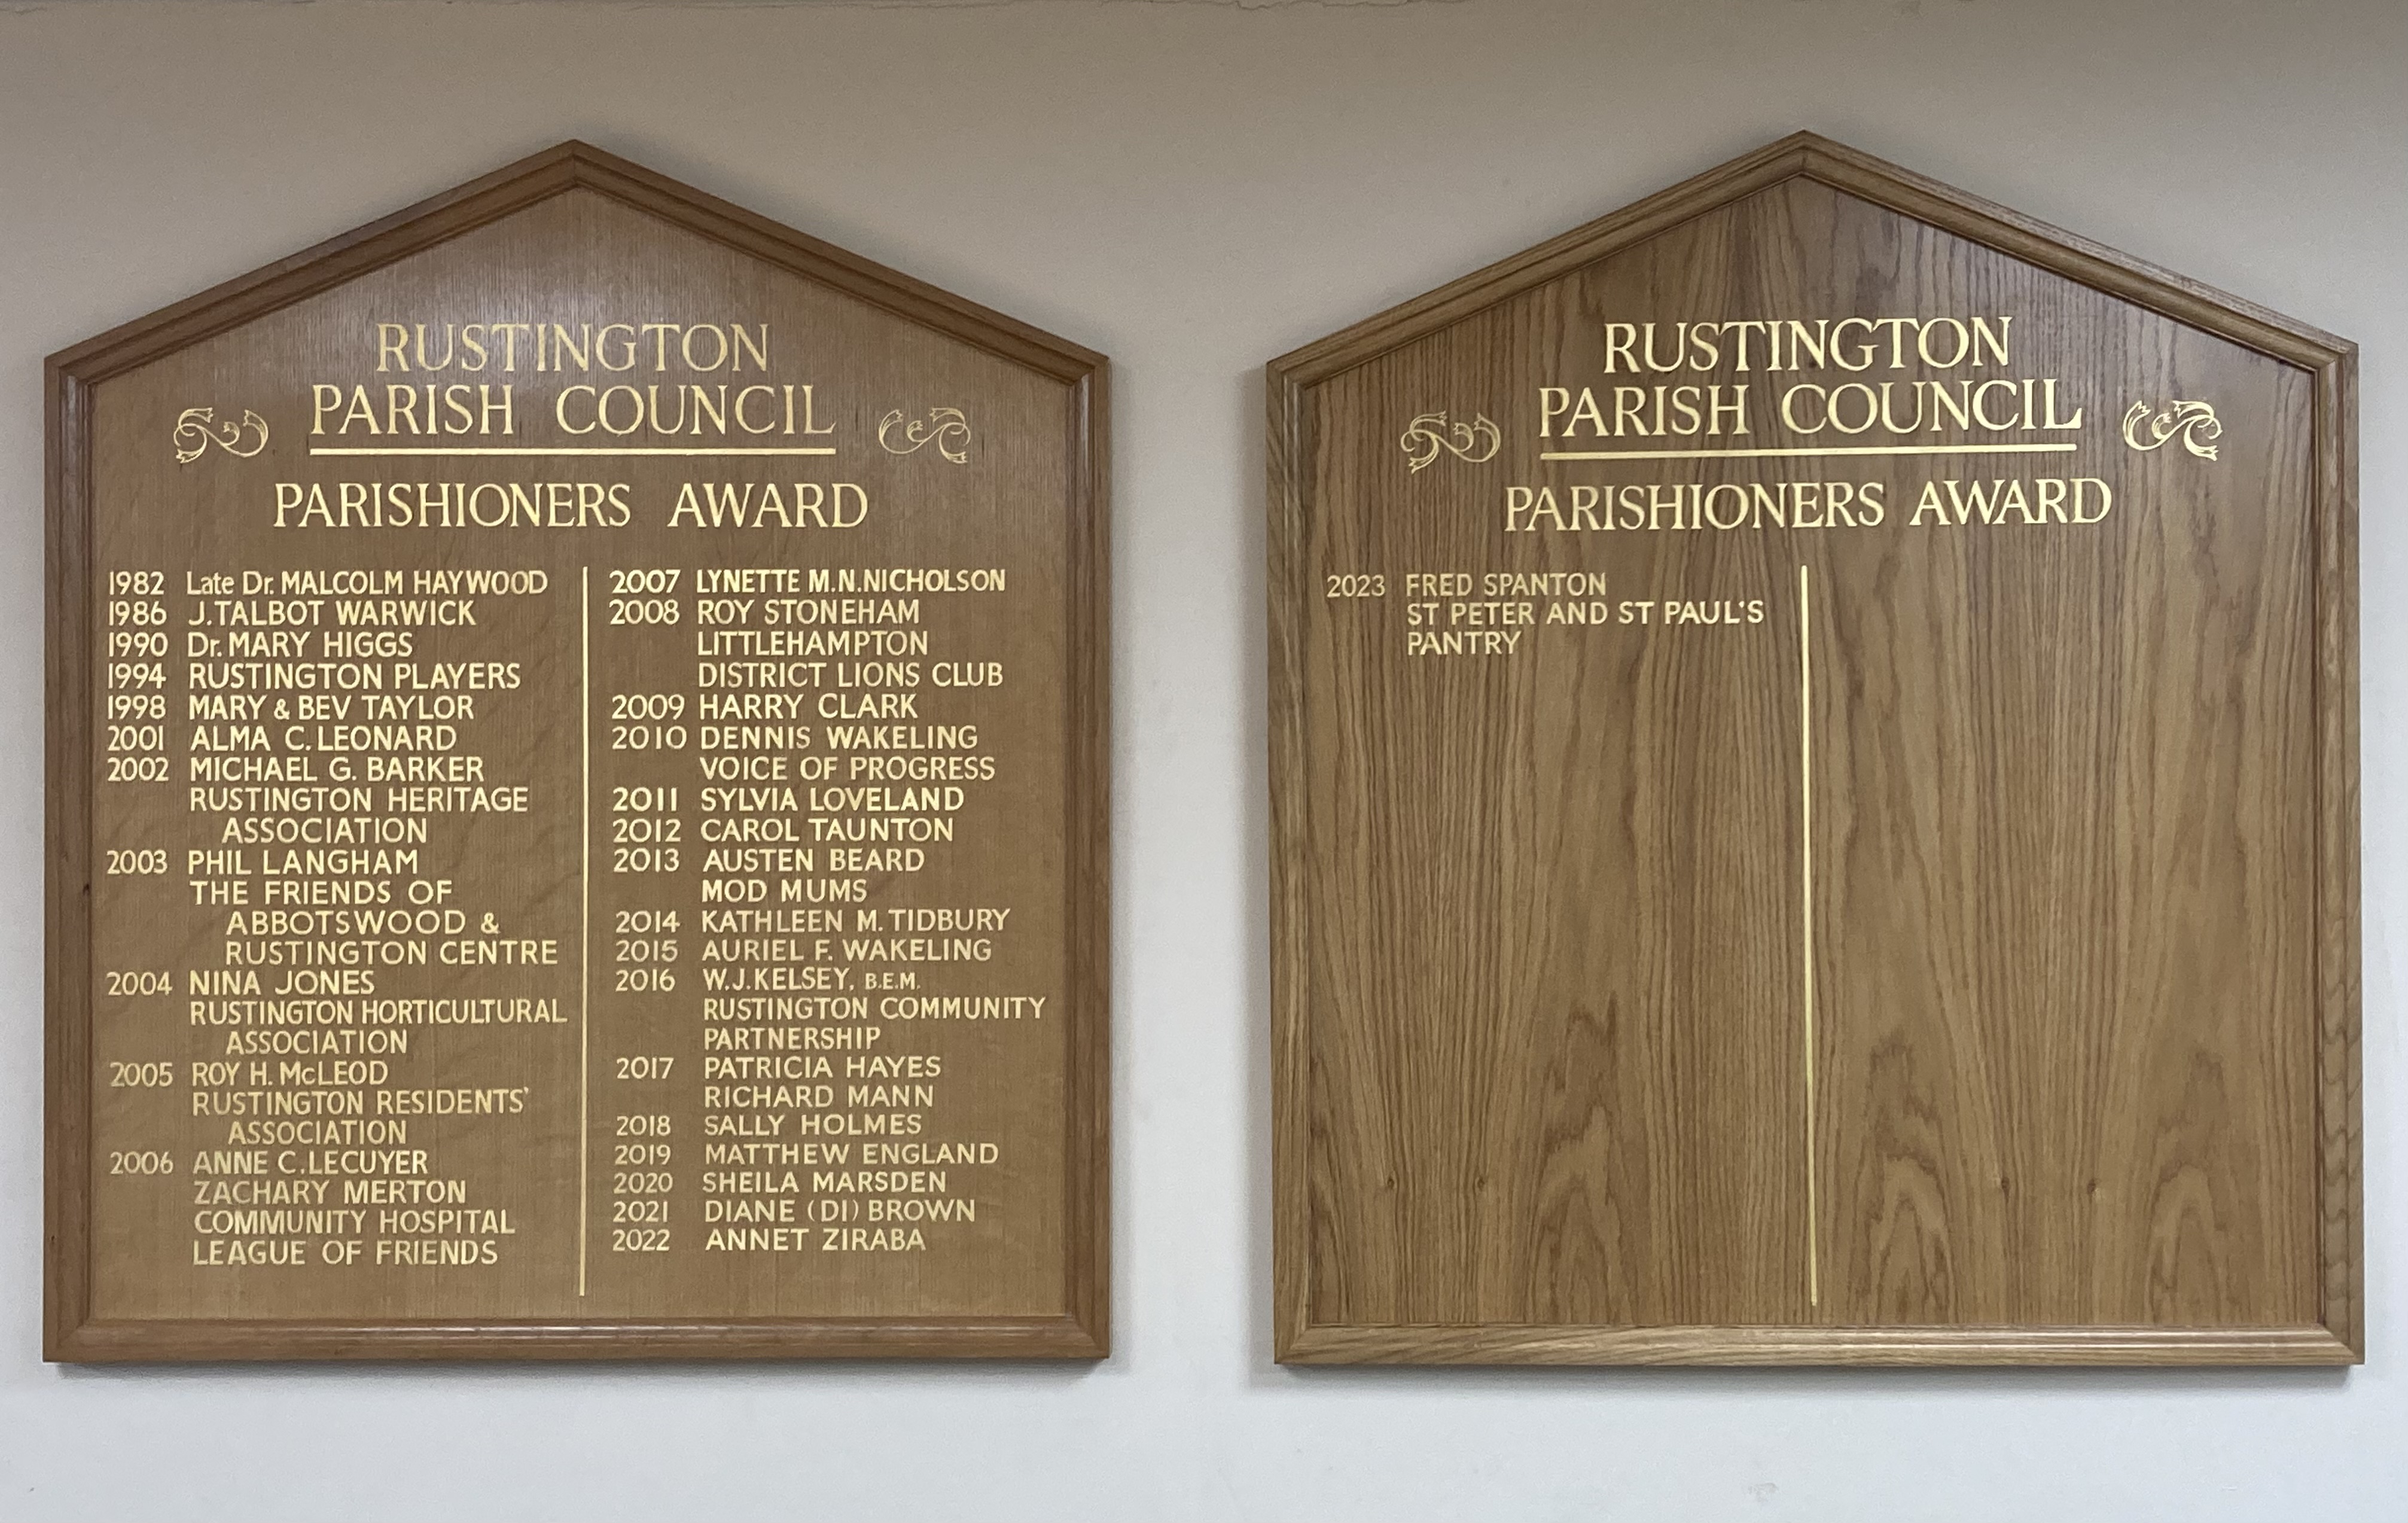 RUSTINGTON
PARISH COUNCIL
PARISHIONERS AWARD
1982 Late Dr. MALCOLM HAYWOOD
1986 J. TALBOT WARWICK
1990 Dr. MARY HIGGS
1994 RUSTINGTON PLAYERS
1998 MARY & BEV TAYLOR
2001 ALMA C. LEONARD
2002 MICHAEL G. BARKER
RUSTINGTON HERITAGE
ASSOCIATION
2003 PHIL LANGHAM
THE FRIENDS OF
ABBOTSWOOD &
RUSTINGTON CENTRE
2004 NINA JONES
RUSTINGTON HORTICULTURAL
ASSOCIATION
2005 ROY H. McLEOD
RUSTINGTON RESIDENTS'
ASSOCIATION
2006 ANNE C. LECUYER
ZACHARY MERTON
COMMUNITY HOSPITAL
LEAGUE OF FRIENDS
2007 LYNETTE M.N. NICHOLSON
2008 ROY STONEHAM
LITTLEHAMPTON
DISTRICT LIONS CLUB
2009 HARRY CLARK
2010 DENNIS WAKELING
VOICE OF PROGRESS
2011 SYLVIA LOVELAND
2012 CAROL TAUNTON
2013 AUSTEN BEARD
MOD MUMS
2014 KATHLEEN M. TIDBURY
2015 AURIEL F. WAKELING
2016 W.J. KELSEY, B.E.M.
RUSTINGTON COMMUNITY
PARTNERSHIP
2017 PATRICIA HAYES
RICHARD MANN
2018 SALLY HOLMES
2019 MATTHEW ENGLAND
2020 SHEILA MARSDEN
2021 DIANE (DI) BROWN
2022 ANNET ZIRABA
RUSTINGTON
PARISH COUNCIL
PARISHIONERS AWARD
2023 FRED SPANTON
ST PETER AND ST PAUL'S
PANTRY